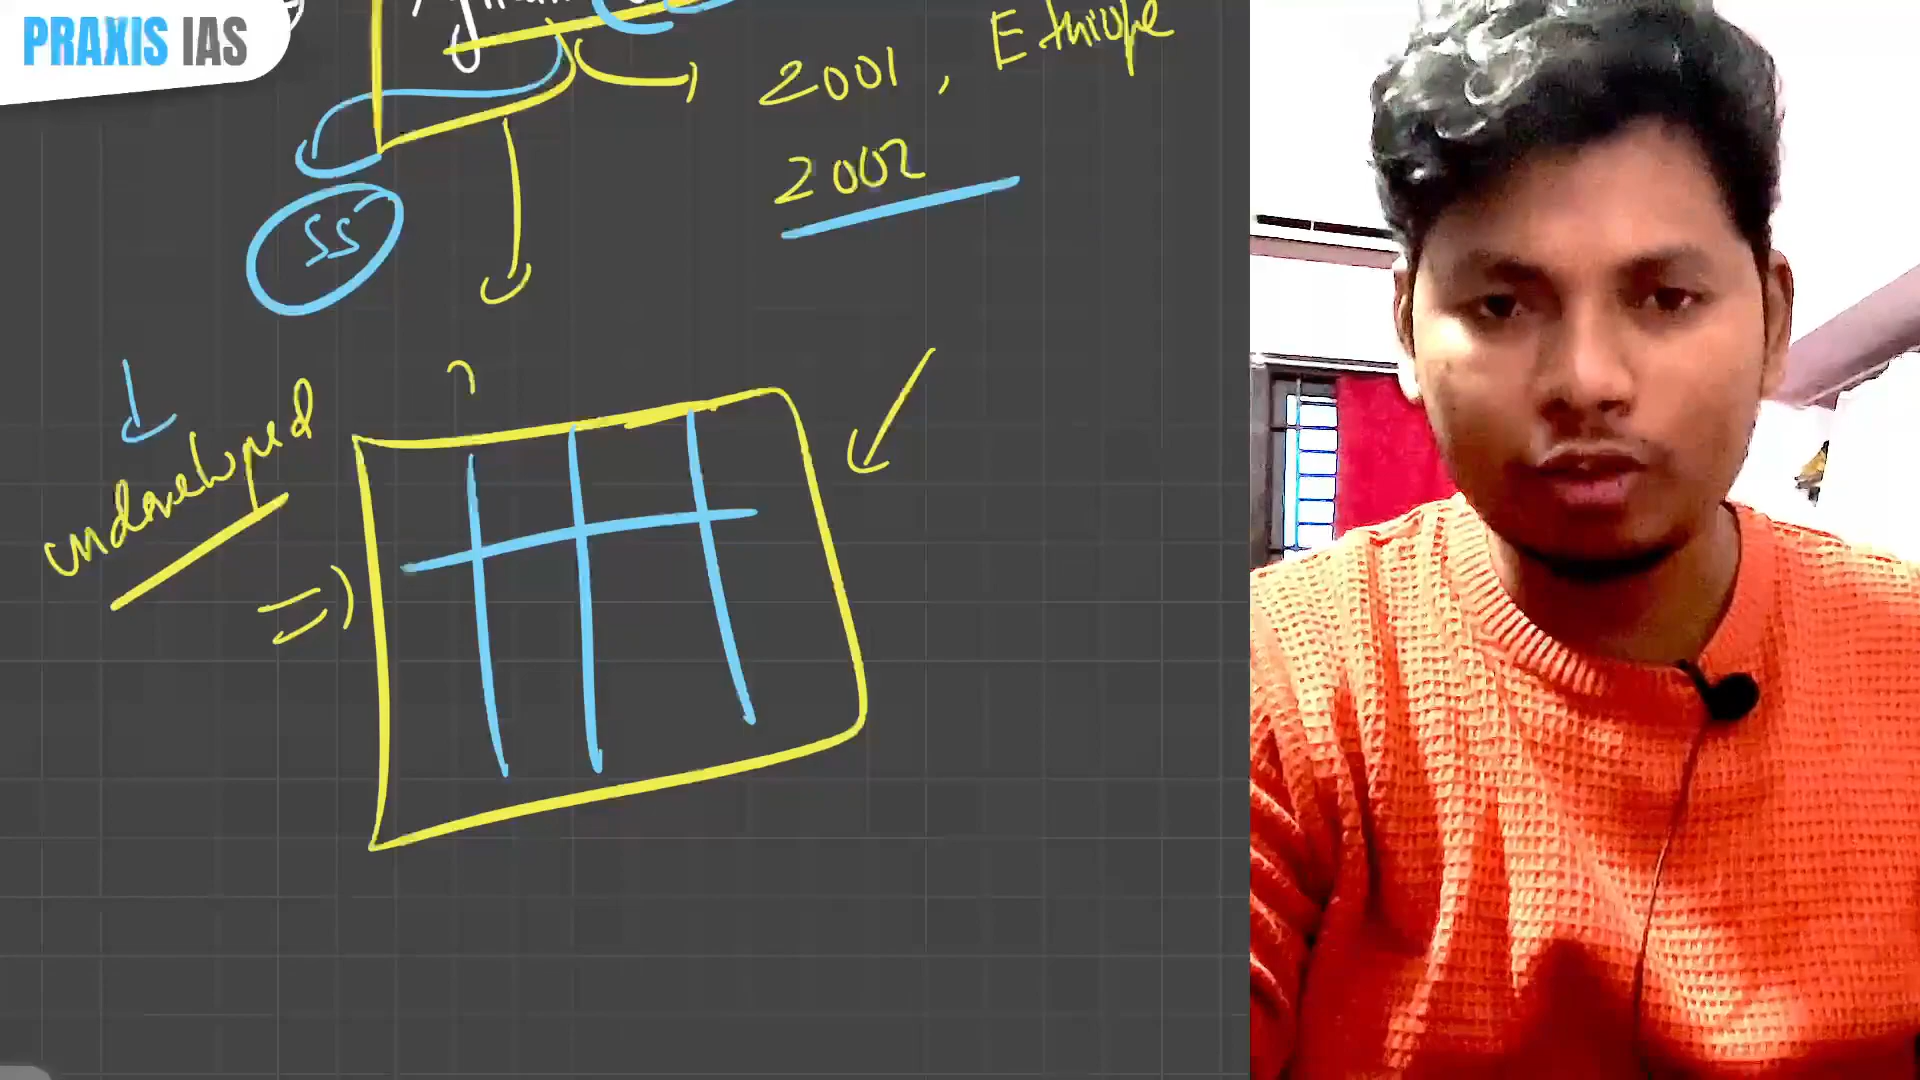 PRAXIS IAS
2001, Ethiope
2002
SS
undeveloped